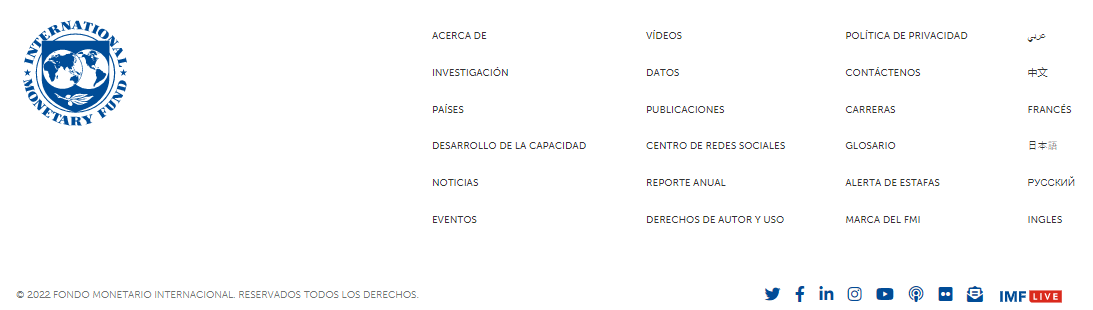 INTERNATIONAL MONETARY FUND
ACERCA DE
INVESTIGACIÓN
PAÍSES
DESARROLLO DE LA CAPACIDAD
NOTICIAS
EVENTOS
VÍDEOS
DATOS
PUBLICACIONES
CENTRO DE REDES SOCIALES
REPORTE ANUAL
DERECHOS DE AUTOR Y USO
POLÍTICA DE PRIVACIDAD
CONTÁCTENOS
CARRERAS
GLOSARIO
ALERTA DE ESTAFAS
MARCA DEL FMI
عربي
中文
FRANCÉS
日本語
РУССКИЙ
INGLES
© 2022 FONDO MONETARIO INTERNACIONAL. RESERVADOS TODOS LOS DERECHOS.
IMF LIVE